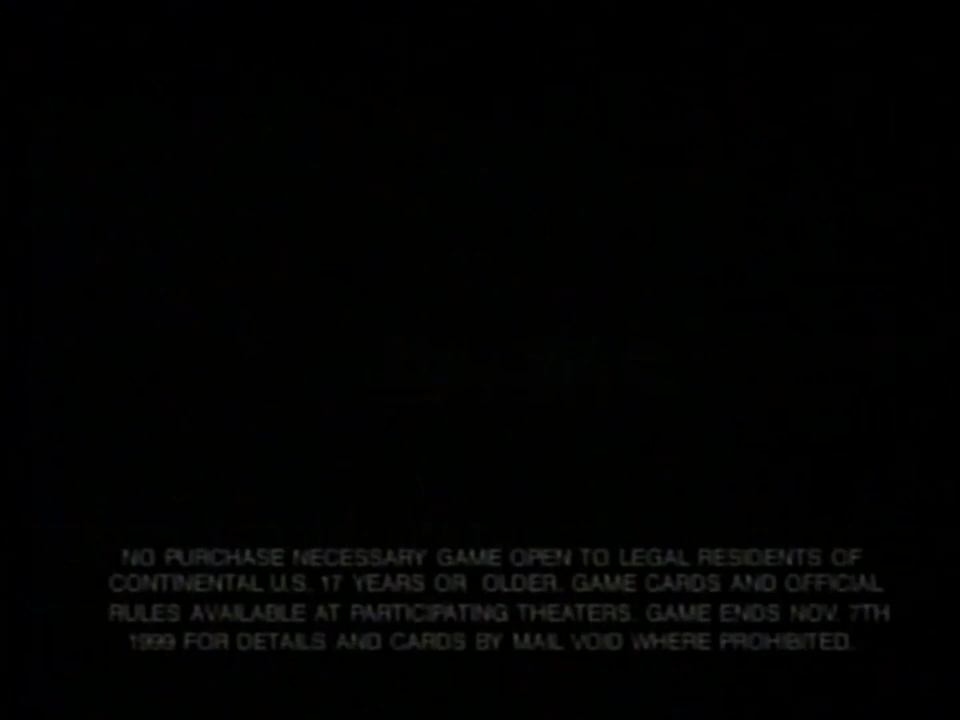 NO PURCHASE NECESSARY GAME OPEN TO LEGAL RESIDENTS OF
CONTINENTAL U.S. 17 YEARS OR OLDER. GAME CARDS AND OFFICIAL
RULES AVAILABLE AT PARTICIPATING THEATERS. GAME ENDS NOV. 7TH
1999 FOR DETAILS AND CARDS BY MAIL VOID WHERE PROHIBITED.